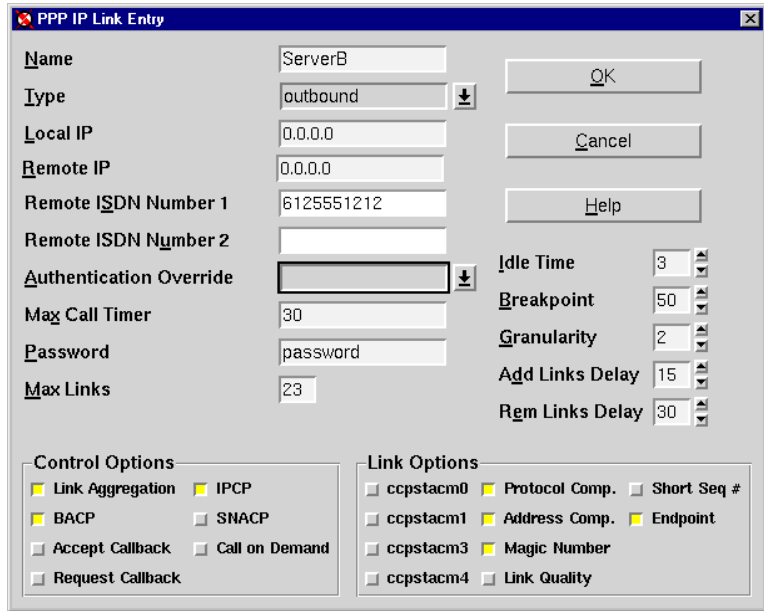 PPP IP Link Entry
Name ServerB
Type outbound
Local IP 0.0.0.0
Remote IP 0.0.0.0
Remote ISDN Number 1 6125551212
Remote ISDN Number 2
Authentication Override
Max Call Timer 30
Password password
Max Links 23
OK
Cancel
Help
Idle Time 3
Breakpoint 50
Granularity 2
Add Links Delay 15
Rem Links Delay 30
Control Options
Link Aggregation IPCP
BACP SNACP
Accept Callback Call on Demand
Request Callback
Link Options
ccpstacm0 Protocol Comp. Short Seq #
ccpstacm1 Address Comp. Endpoint
ccpstacm3 Magic Number
ccpstacm4 Link Quality